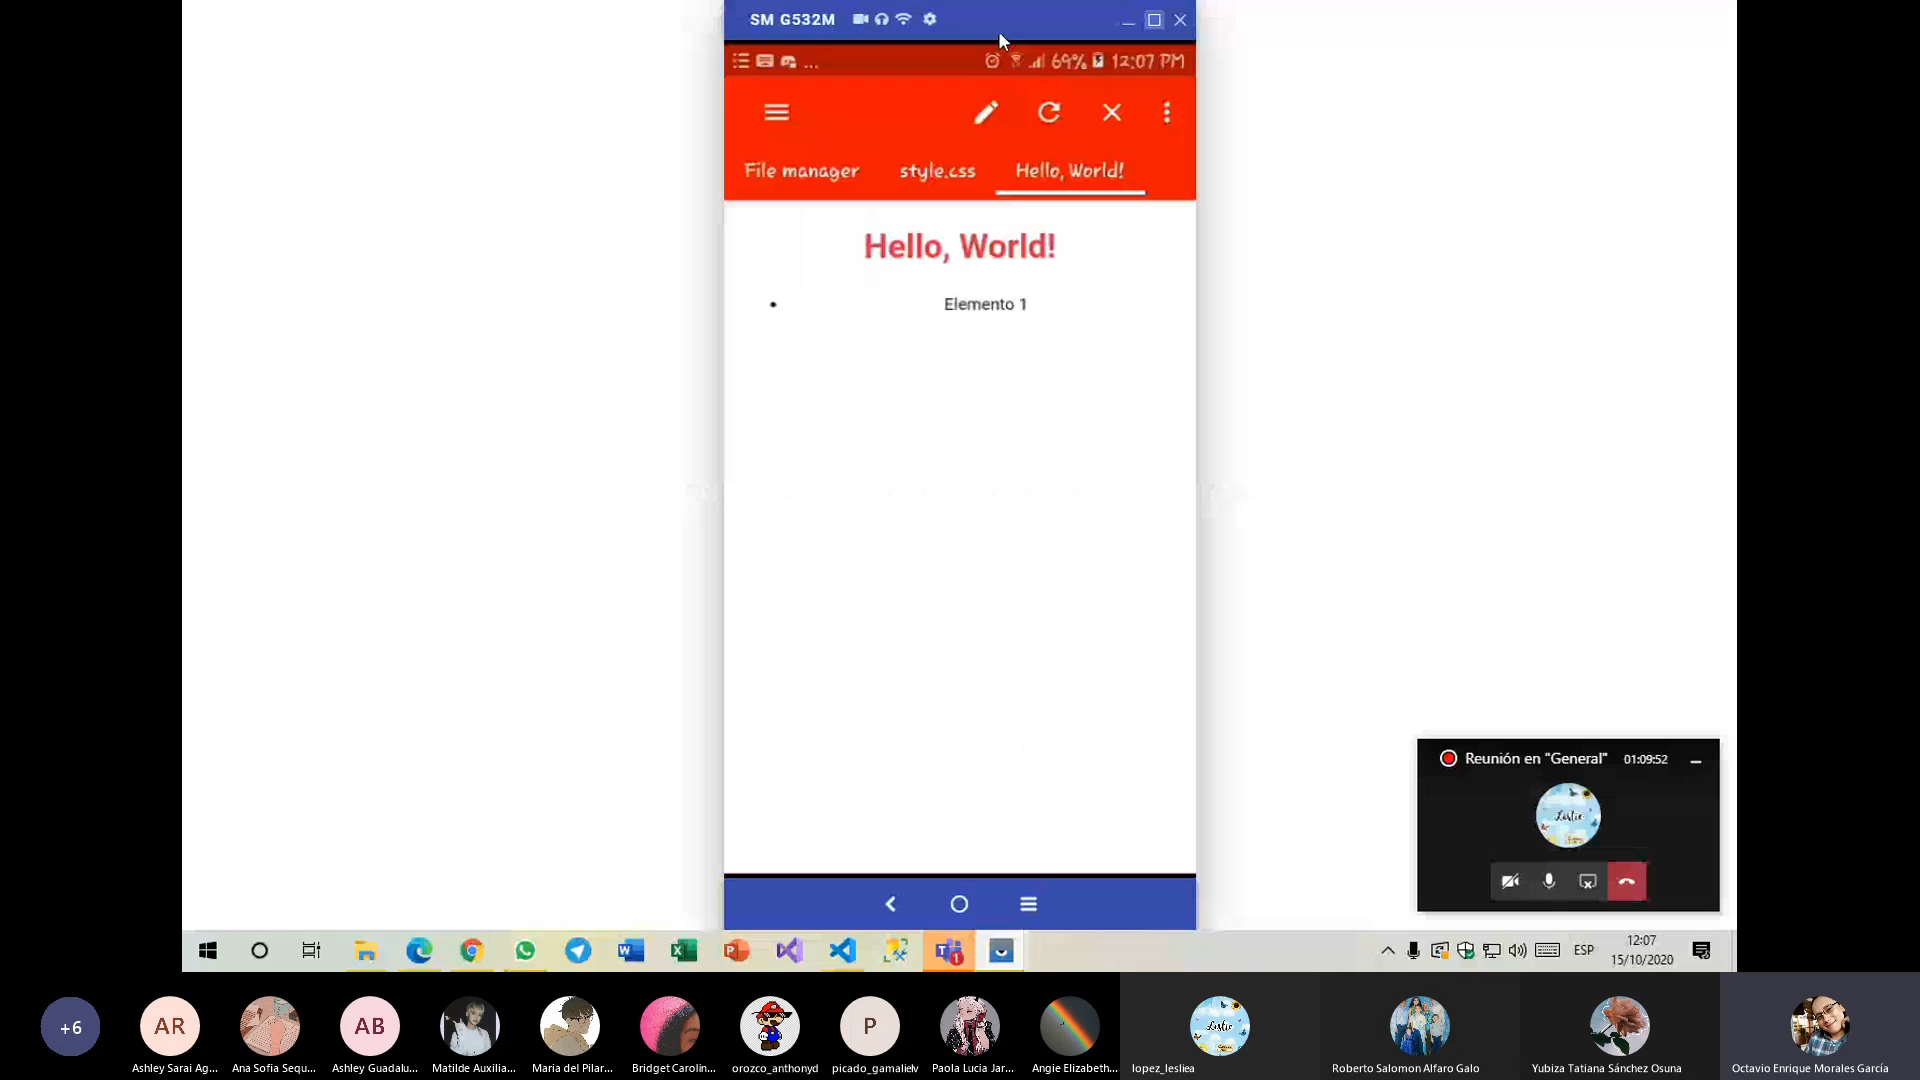 SM G532M
... 69% 12:07 PM
File manager style.css Hello, World!
Hello, World!
• Elemento 1
Reunión en "General" 01:09:52
Leslie
ESP 12:07
15/10/2020
+6 AR AB P
Ashley Sarai Ag... Ana Sofia Sequ... Ashley Guadalu... Matilde Auxilia... Maria del Pilar... Bridget Carolin... orozco_anthonyd picado_gamalielv Paola Lucia Jar... Angie Elizabeth... lopez_lesliea Roberto Salomon Alfaro Galo Yubiza Tatiana Sánchez Osuna Octavio Enrique Morales García